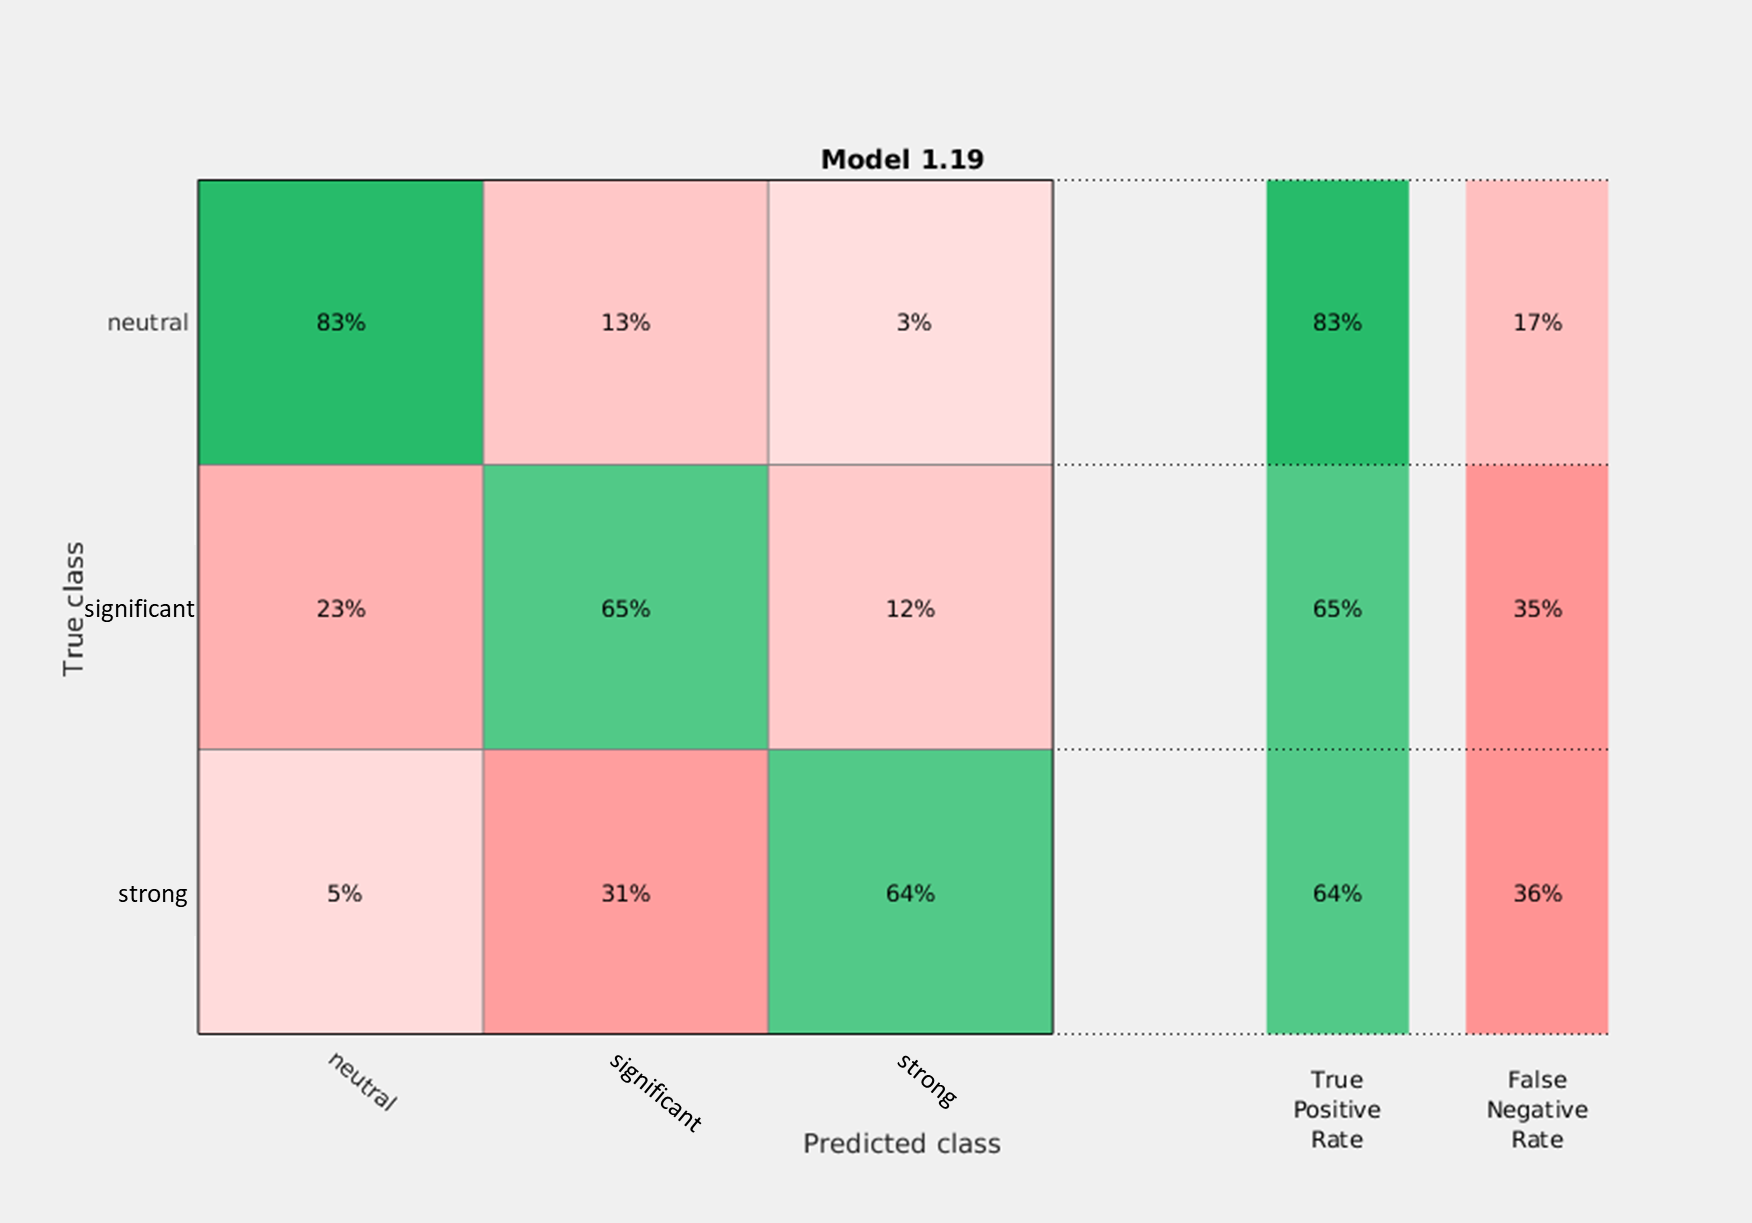 Model 1.19
neutral 83% 13% 3% 83% 17%
True class
significant 23% 65% 12% 65% 35%
strong 5% 31% 64% 64% 36%
neutral significant strong
Predicted class
True
Positive
Rate
False
Negative
Rate